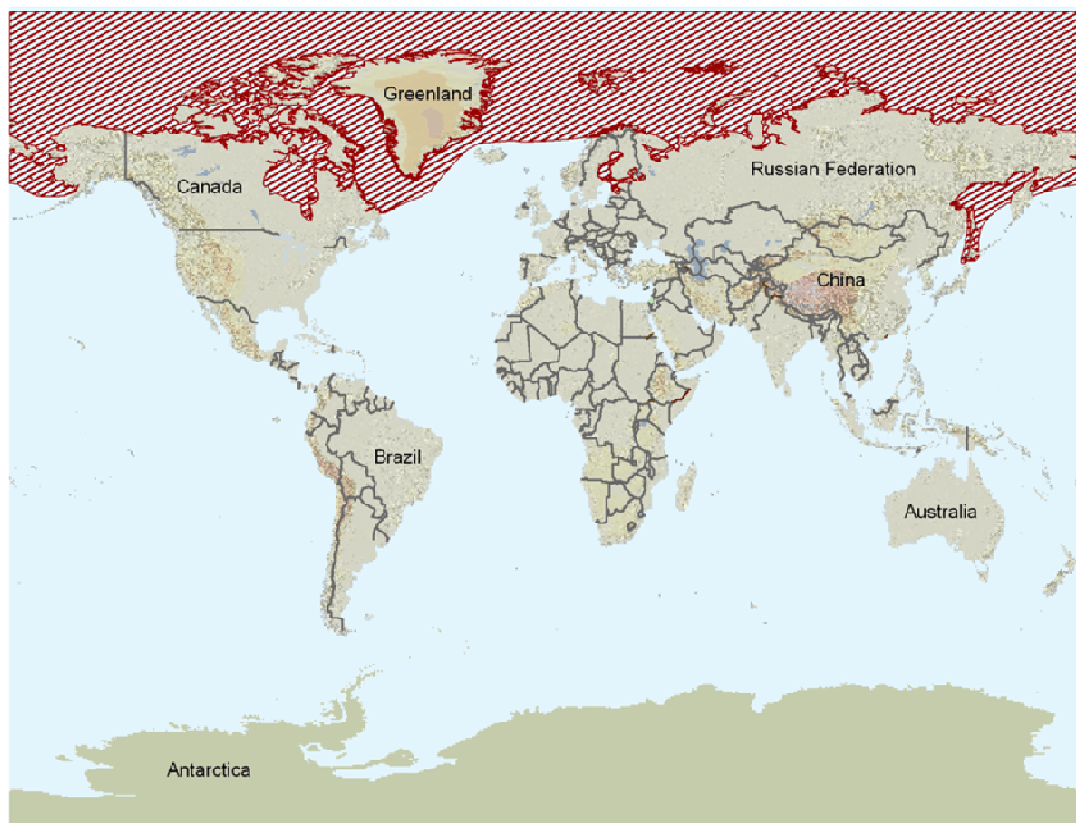 Greenland
Russian Federation
Canada
China
Brazil
Australia
Antarctica